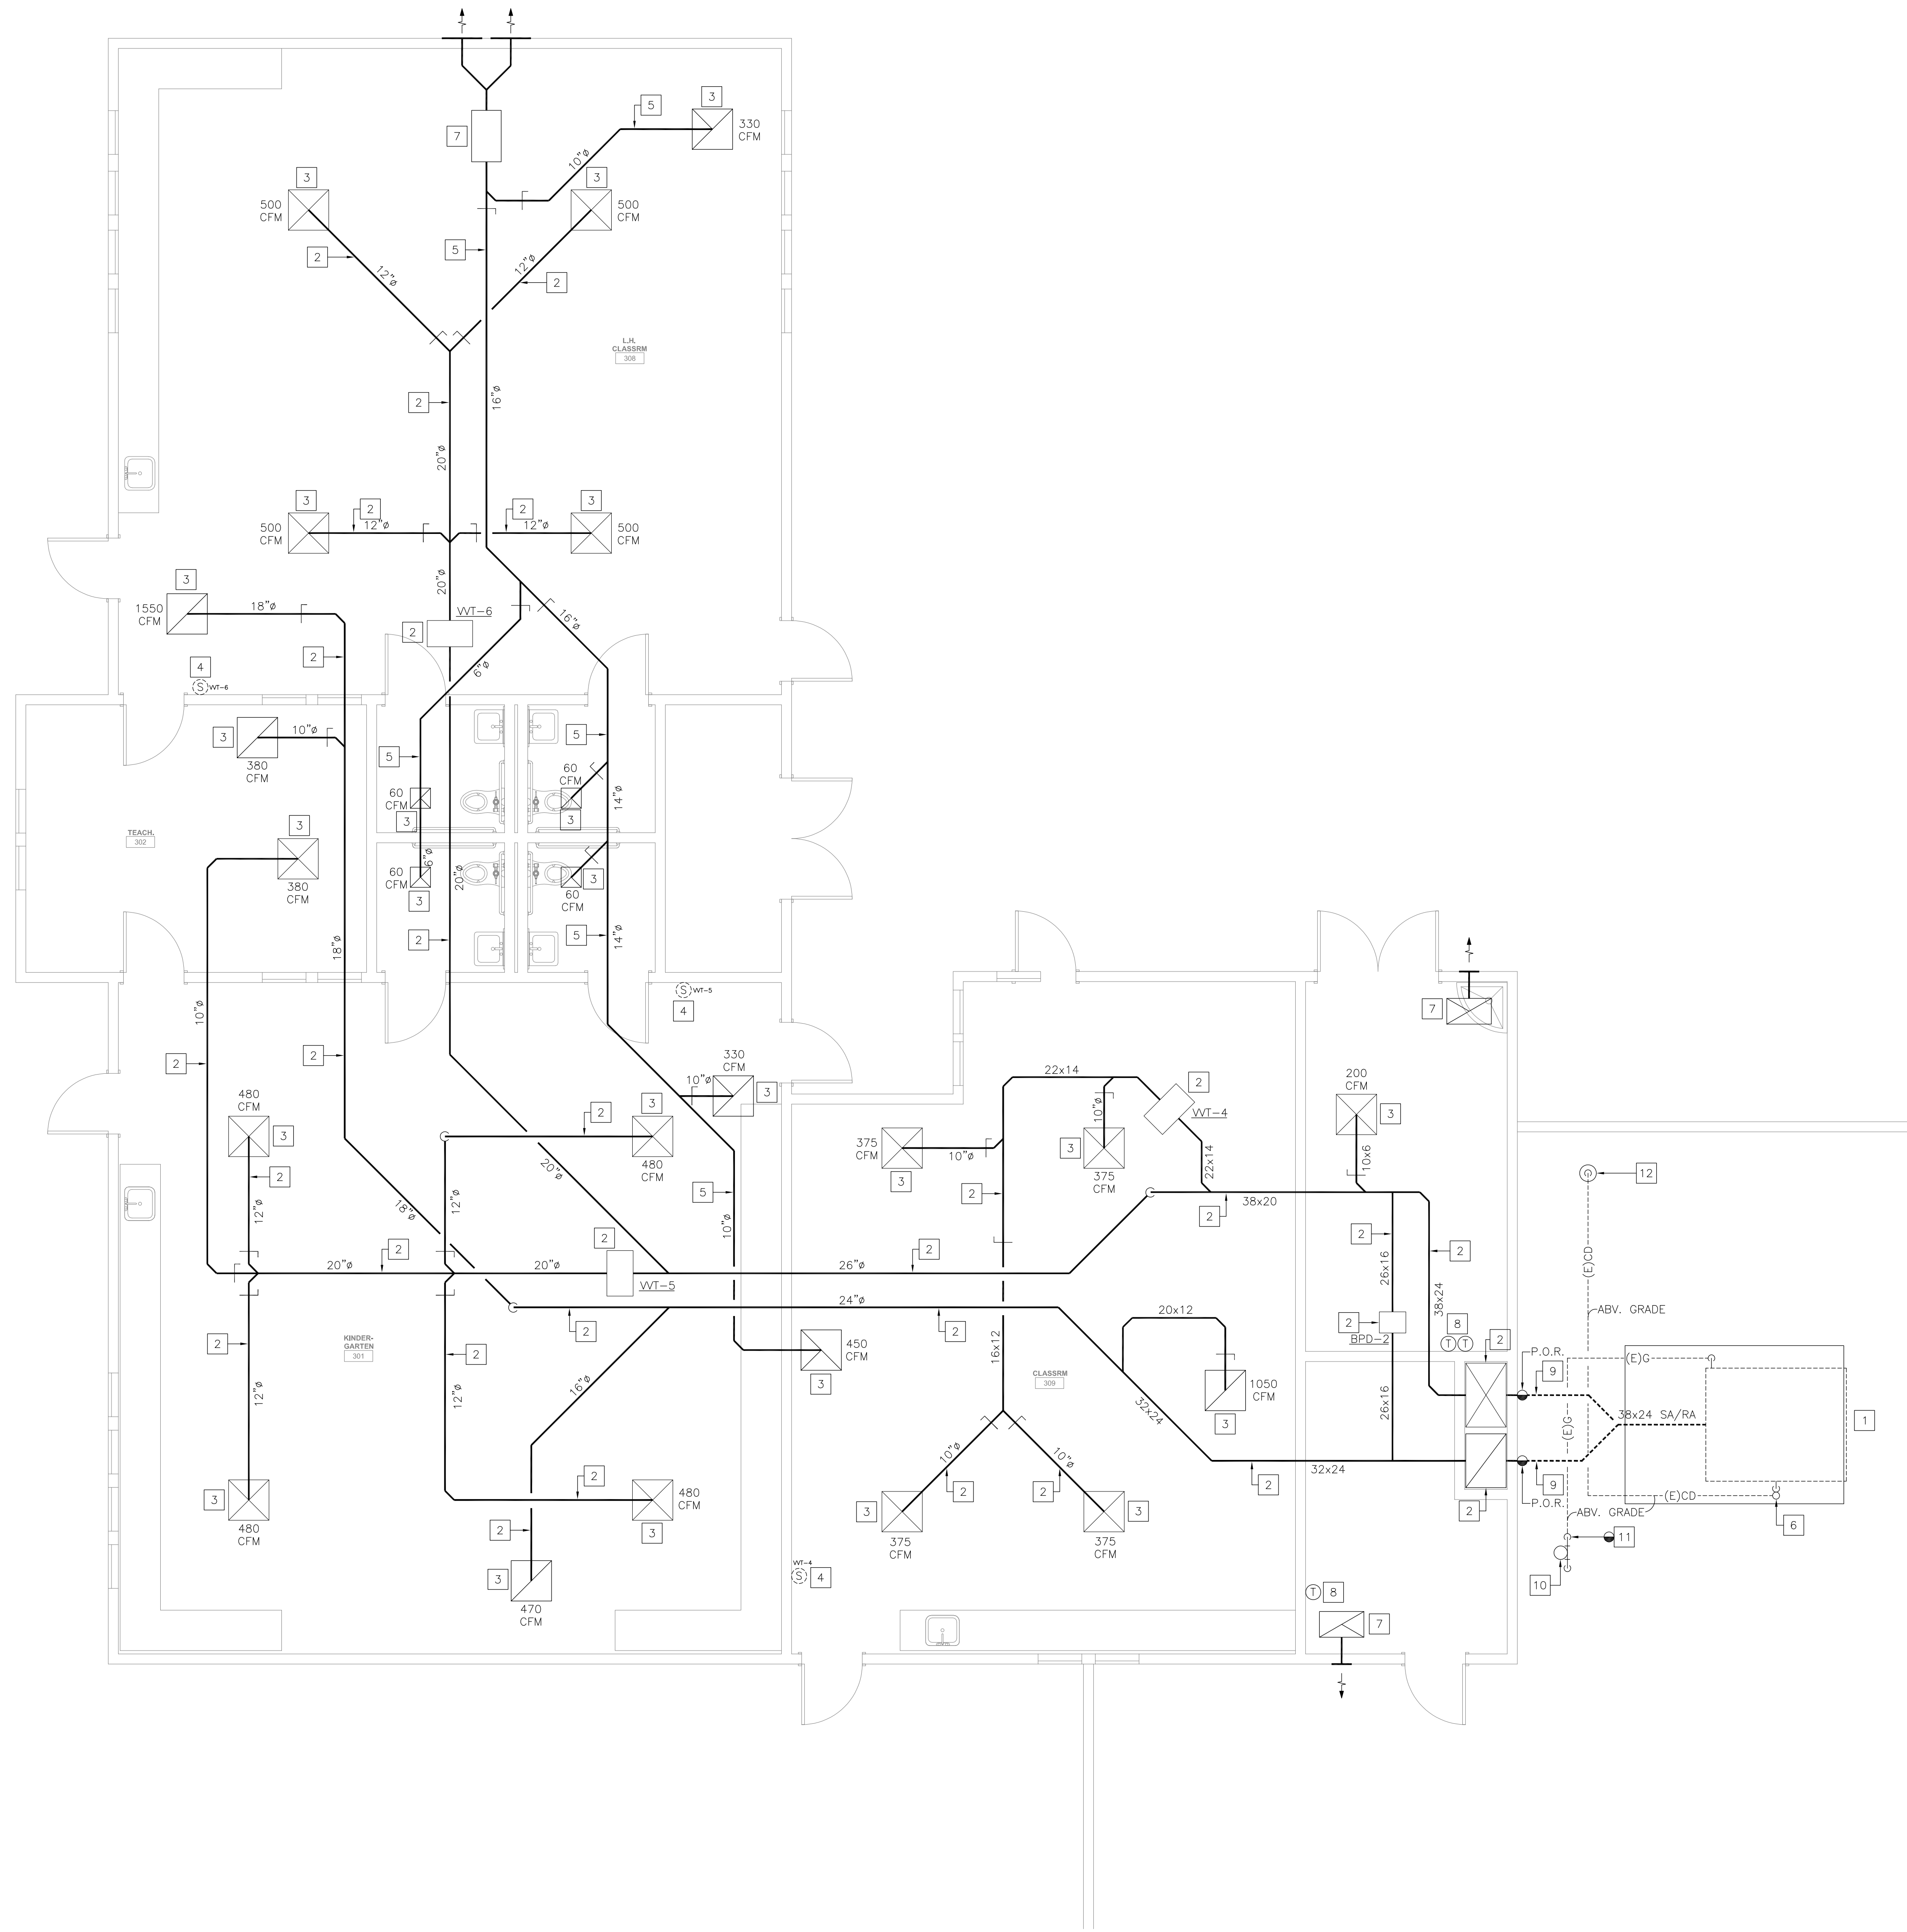 5
3
330
CFM
7
10"ø
3
3
500
CFM
500
CFM
5
2
12"ø
12"ø
2
L.H.
CLASSRM
308
2
16"ø
20"ø
3
2
2
3
500
CFM
12"ø
12"ø
500
CFM
3
20"ø
1550
CFM
18"ø
VVT-6
16"ø
2
2
4
S
VVT-6
6"ø
3
10"ø
380
CFM
5
5
60
CFM
60
CFM
14"ø
3
3
TEACH.
302
3
380
CFM
6"ø
20"ø
60
CFM
3
3
60
CFM
2
5
18"ø
14"ø
10"ø
S
VVT-5
4
7
2
2
330
CFM
10"ø
3
22x14
2
VVT-4
200
CFM
3
480
CFM
3
2
3
480
CFM
375
CFM
10"ø
3
10"ø
3
375
CFM
22x14
10x6
12
2
20"ø
5
2
12"ø
12"ø
18"ø
10"ø
38x20
2
2
2
2
20"ø
2
20"ø
VVT-5
26"ø
2
26x16
38x24
(E)CD
ABV. GRADE
24"ø
2
2
20x12
2
BPD-2
8
T
T
2
2
KINDER-
GARTEN
301
2
16x12
450
CFM
3
CLASSRM
309
1050
CFM
3
P.O.R.
9
(E)G
12"ø
12"ø
16"ø
32x24
26x16
38x24 SA/RA
1
(E)G
10"ø
10"ø
2
2
32x24
2
9
2
P.O.R.
(E)CD
ABV. GRADE
6
3
480
CFM
2
480
CFM
3
2
3
375
CFM
3
375
CFM
11
10
3
470
CFM
VVT-4
S
4
T
8
7